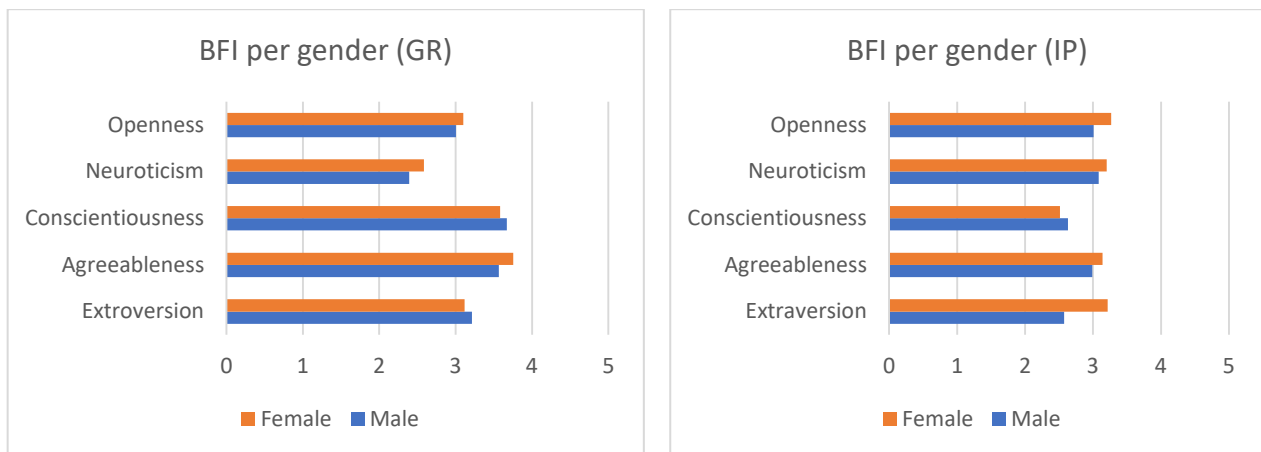 BFI per gender (GR)
Openness
Neuroticism
Conscientiousness
Agreeableness
Extroversion
0 1 2 3 4 5
Female Male
BFI per gender (IP)
Openness
Neuroticism
Conscientiousness
Agreeableness
Extraversion
0 1 2 3 4 5
Female Male